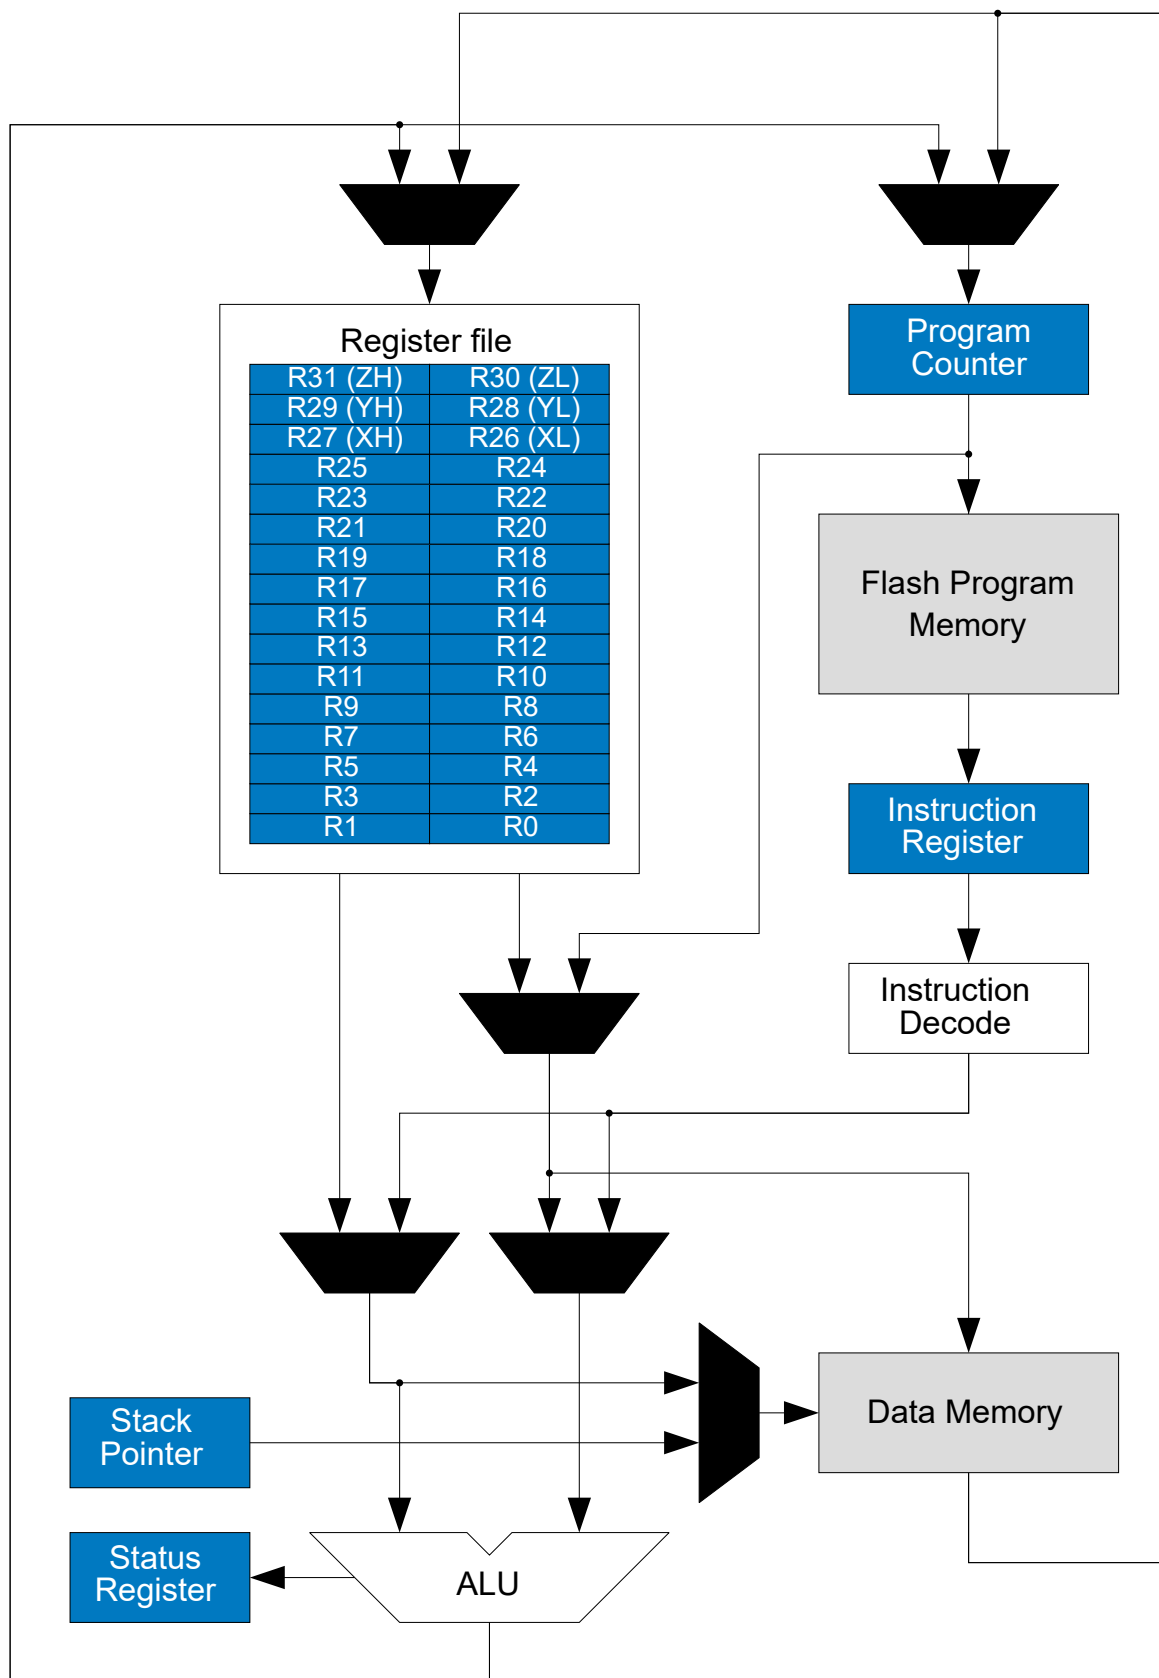 Register file
R31 (ZH) R30 (ZL)
R29 (YH) R28 (YL)
R27 (XH) R26 (XL)
R25 R24
R23 R22
R21 R20
R19 R18
R17 R16
R15 R14
R13 R12
R11 R10
R9 R8
R7 R6
R5 R4
R3 R2
R1 R0
Program
Counter
Flash Program
Memory
Instruction
Register
Instruction
Decode
Stack
Pointer
Data Memory
Status
Register
ALU